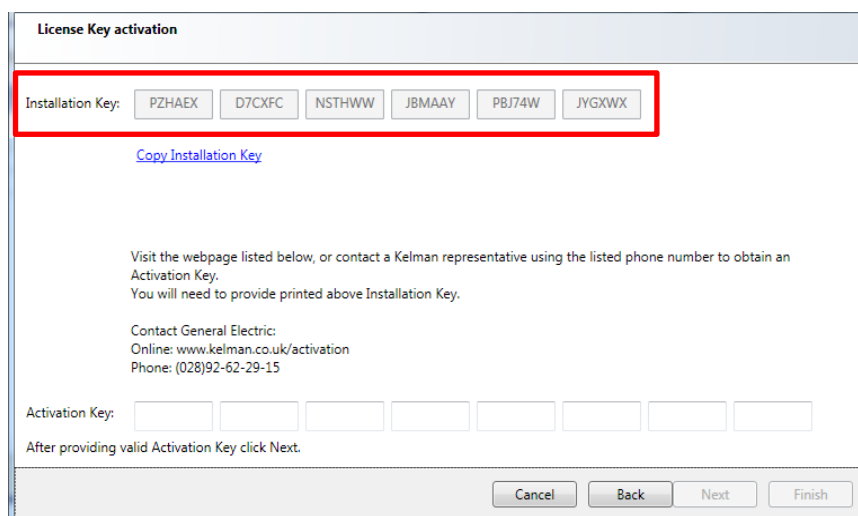 License Key activation
Installation Key: PZHAEX D7CXFC NSTHWW JBMAAY PBJ74W JYGXWX
Copy Installation Key
Visit the webpage listed below, or contact a Kelman representative using the listed phone number to obtain an
Activation Key.
You will need to provide printed above Installation Key.
Contact General Electric:
Online: www.kelman.co.uk/activation
Phone: (028)92-62-29-15
Activation Key:
After providing valid Activation Key click Next.
Cancel Back Next Finish